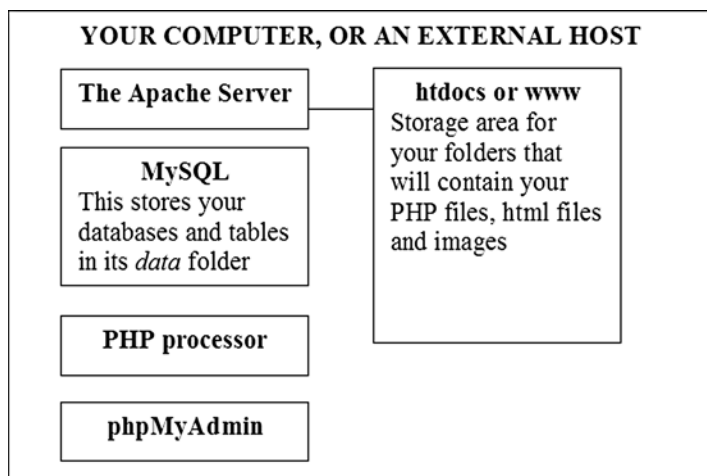 YOUR COMPUTER, OR AN EXTERNAL HOST
The Apache Server
htdocs or www
Storage area for
your folders that
will contain your
PHP files, html files
and images
MySQL
This stores your
databases and tables
in its data folder
PHP processor
phpMyAdmin